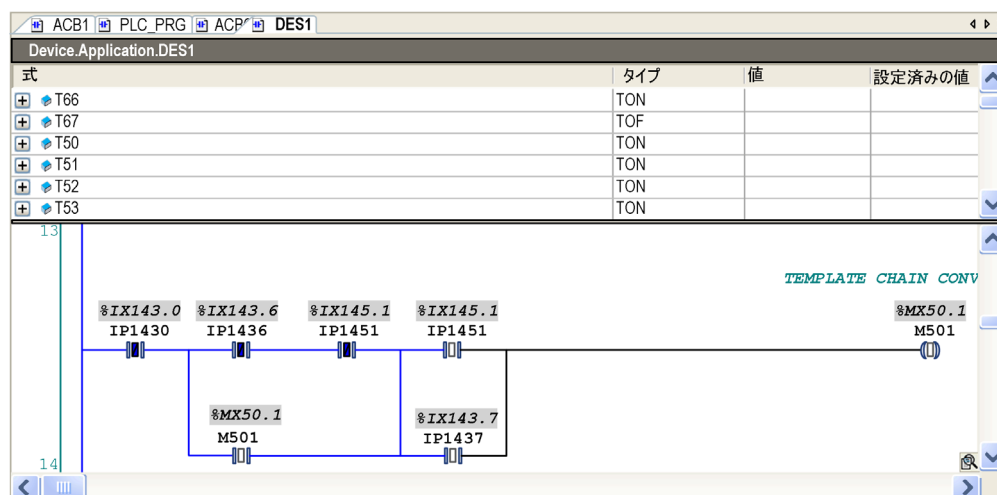 ACB1 PLC_PRG ACB DES1
Device.Application.DES1
式 タイプ 値 設定済みの値
T66 TON
T67 TOF
T50 TON
T51 TON
T52 TON
T53 TON
13
TEMPLATE CHAIN CONV
%IX143.0 %IX143.6 %IX145.1 %IX145.1 %MX50.1
IP1430 IP1436 IP1451 IP1451 M501
%MX50.1 %IX143.7
M501 IP1437
14